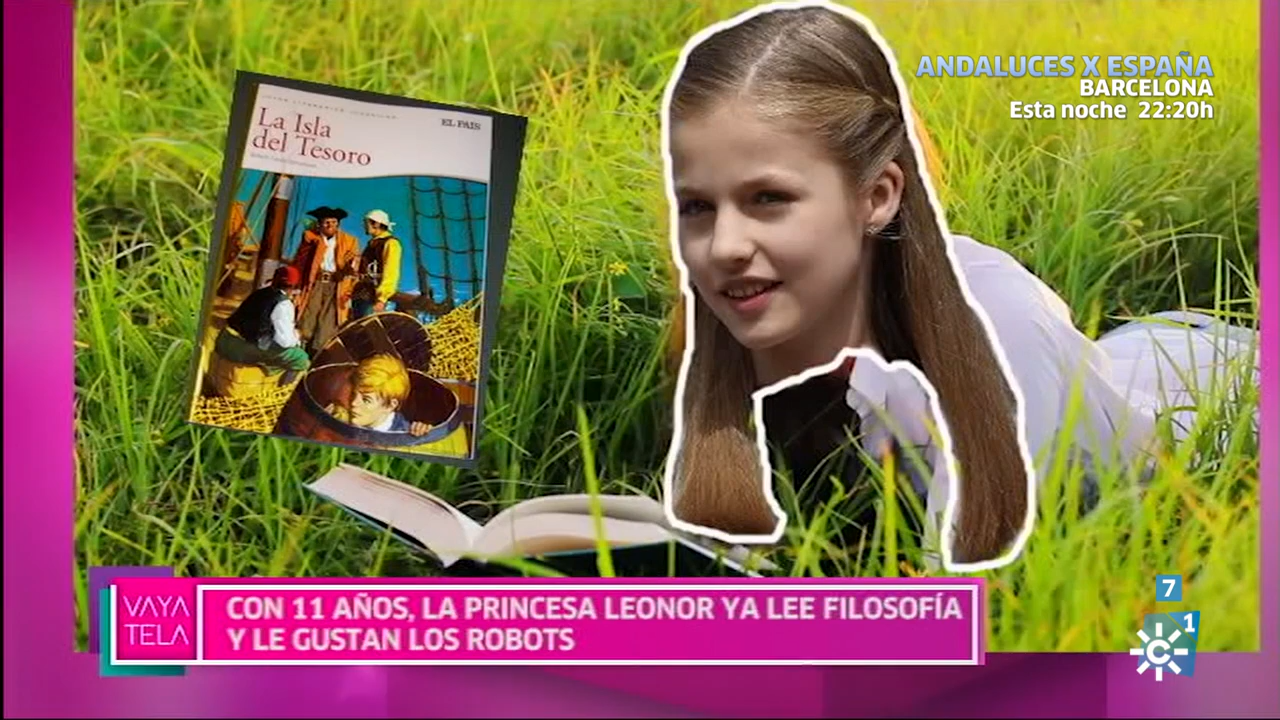 ANDALUCES X ESPAÑA
BARCELONA
Esta noche 22:20h
EL PAIS
La Isla
del Tesoro
VAYA
TELA
CON 11 AÑOS, LA PRINCESA LEONOR YA LEE FILOSOFÍA
Y LE GUSTAN LOS ROBOTS
7
1